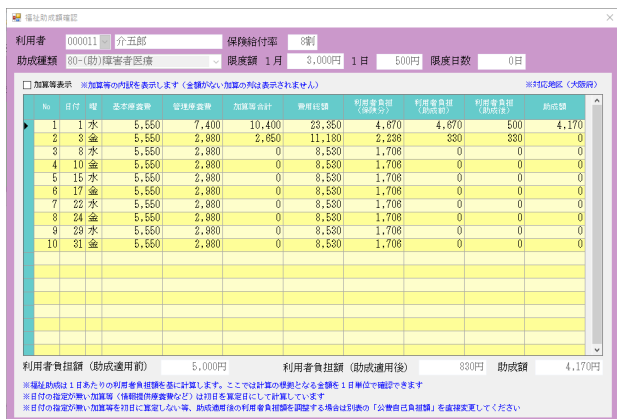 福祉助成額確認
利用者 000011 介五郎 保険給付率 8割
助成種類 80-(助)障害者医療 限度額 1月 3,000円 1日 500円 限度日数 0日
加算等表示 ※加算等の内訳を表示します（金額がない加算の列は表示されません） ※対応地区（大阪府）
No 日付 曜 基本療養費 管理療養費 加算等合計 費用総額 利用者負担（保険分） 利用者負担（助成前） 利用者負担（助成後） 助成額
1 1 水 5,550 7,400 10,400 23,350 4,670 4,670 500 4,170
2 3 金 5,550 2,980 2,650 11,180 2,236 330 330 0
3 8 水 5,550 2,980 0 8,530 1,706 0 0 0
4 10 金 5,550 2,980 0 8,530 1,706 0 0 0
5 15 水 5,550 2,980 0 8,530 1,706 0 0 0
6 17 金 5,550 2,980 0 8,530 1,706 0 0 0
7 22 水 5,550 2,980 0 8,530 1,706 0 0 0
8 24 金 5,550 2,980 0 8,530 1,706 0 0 0
9 29 水 5,550 2,980 0 8,530 1,706 0 0 0
10 31 金 5,550 2,980 0 8,530 1,706 0 0 0
利用者負担額（助成適用前） 5,000円 利用者負担額（助成適用後） 830円 助成額 4,170円
※福祉助成は１日あたりの利用者負担額を基に計算します。ここでは計算の根拠となる金額を１日単位で確認できます
※日付の指定が無い加算等（情報提供療養費など）は初日を算定日にして計算しています
※日付の指定が無い加算等を初日に算定しない等、助成適用後の利用者負担額を調整する場合は別表の「公費自己負担額」を直接変更してください